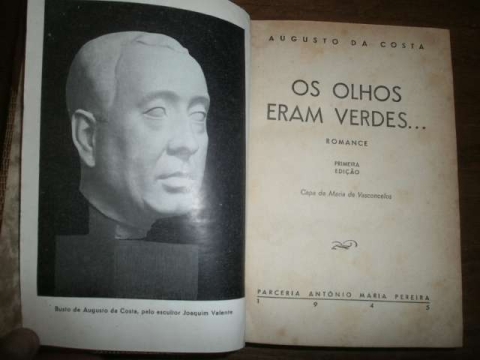 Busto de Augusto da Costa, pelo escultor Joaquim Valente
AUGUSTO DA COSTA
OS OLHOS
ERAM VERDES...
ROMANCE
PRIMEIRA
EDIÇÃO
Capa de Maria de Vasconcelos
PARCERIA ANTÓNIO MARIA PEREIRA
1 9 4 5